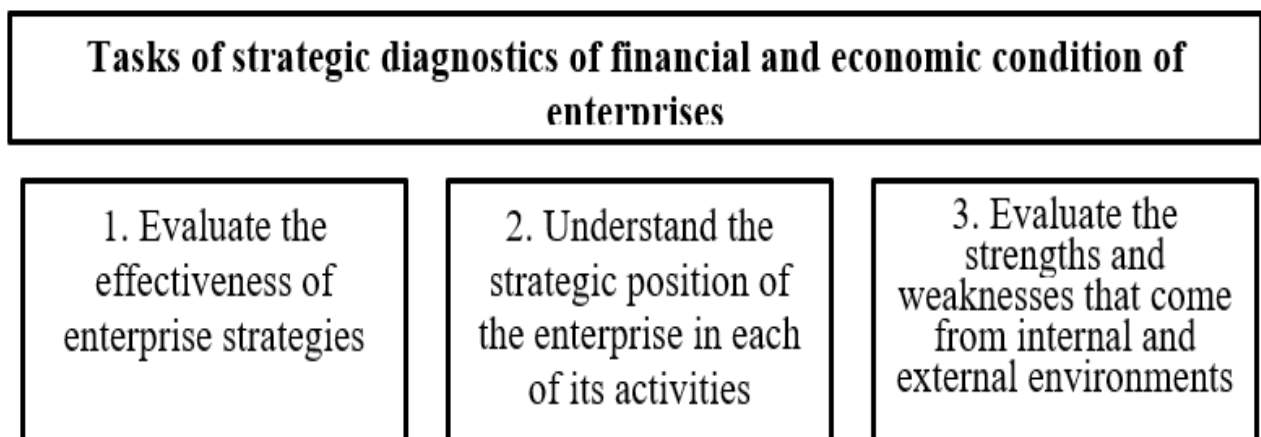 Tasks of strategic diagnostics of financial and economic condition of
enterprises
1. Evaluate the
effectiveness of
enterprise strategies
2. Understand the
strategic position of
the enterprise in each
of its activities
3. Evaluate the
strengths and
weaknesses that come
from internal and
external environments